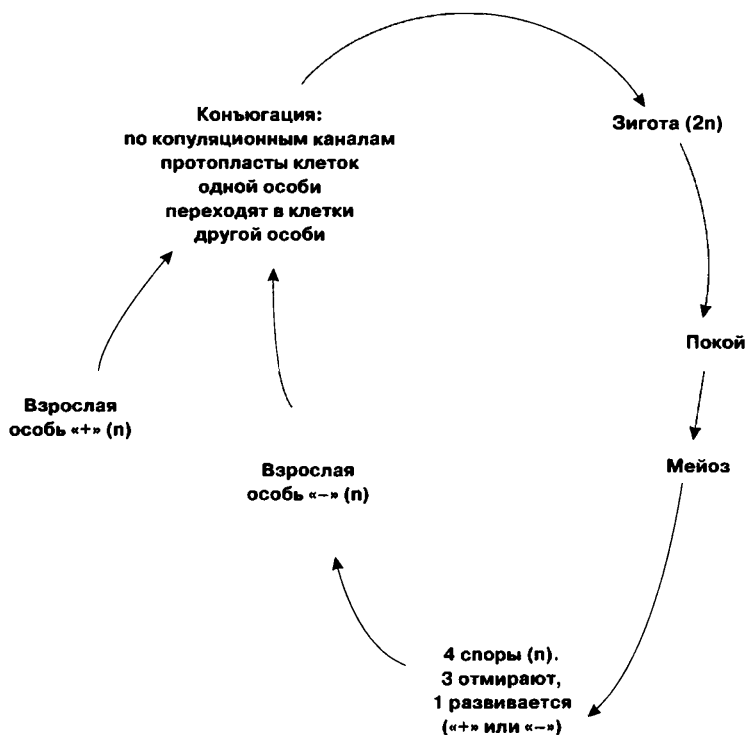 Конъюгация:
по копуляционным каналам
протопласты клеток
одной особи
переходят в клетки
другой особи
Зигота (2n)
Покой
Мейоз
4 споры (n).
3 отмирают,
1 развивается
(«+» или «–»)
Взрослая
особь «–» (n)
Взрослая
особь «+» (n)